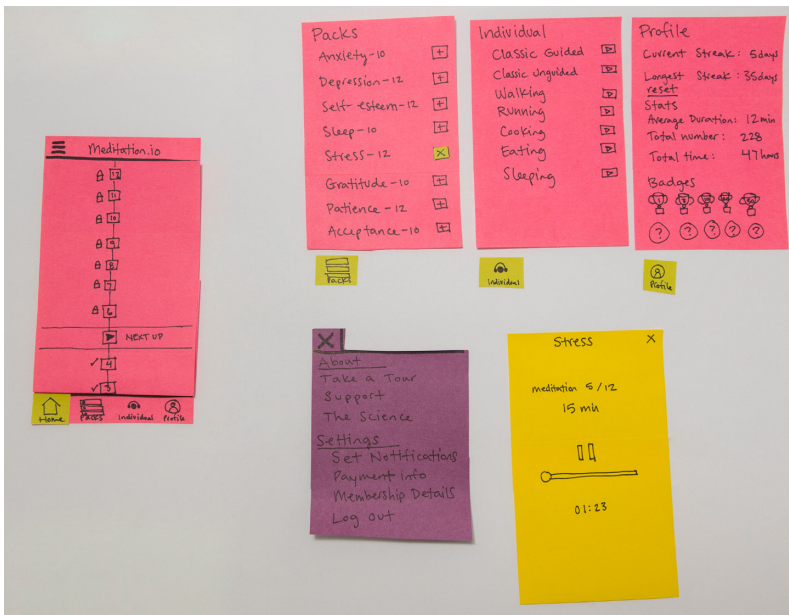 Meditation.io
12
11
10
9
8
7
6
NEXT UP
4
3
Home
Packs
Individual
Profile
Packs
Anxiety-10
Depression-12
Self-esteem-12
Sleep-10
Stress-12
Gratitude-10
Patience-12
Acceptance-10
Packs
Individual
Classic Guided
Classic Unguided
Walking
Running
Cooking
Eating
Sleeping
Individual
Profile
Current Streak: 5days
Longest Streak: 35days
reset
Stats
Average Duration: 12min
Total number: 228
Total time: 47hours
Badges
? ? ? ? ?
Profile
About
Take a Tour
Support
The Science
Settings
Set Notifications
Payment info
Membership Details
Log out
Stress X
meditation 5/12
15 min
01:23